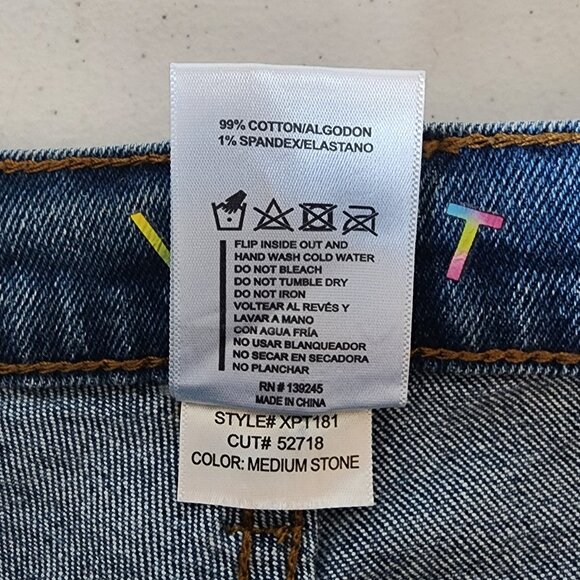 99% COTTON/ALGODON
1% SPANDEX/ELASTANO
FLIP INSIDE OUT AND
HAND WASH COLD WATER
DO NOT BLEACH
DO NOT TUMBLE DRY
DO NOT IRON
VOLTEAR AL REVÉS Y
LAVAR A MANO
CON AGUA FRÍA
NO USAR BLANQUEADOR
NO SECAR EN SECADORA
NO PLANCHAR
RN # 139245
MADE IN CHINA
STYLE# XPT181
CUT# 52718
COLOR: MEDIUM STONE
T